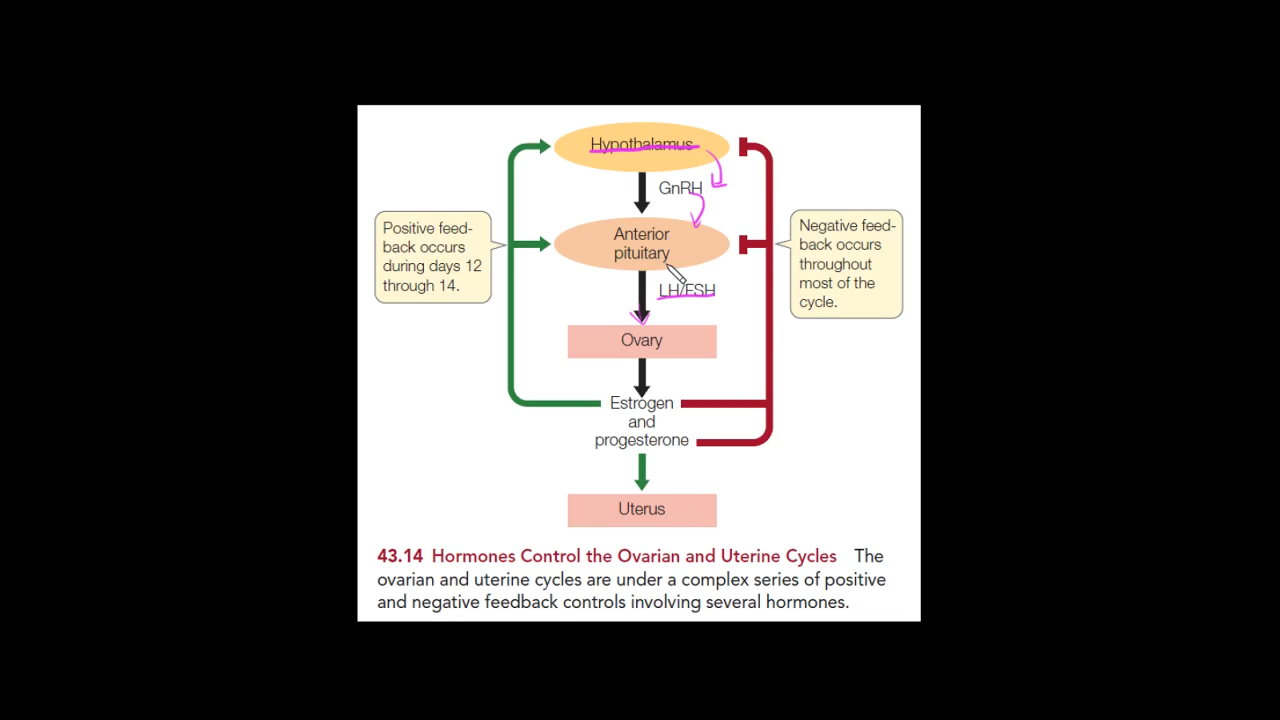 Hypothalamus
GnRH
Positive feed-
back occurs
during days 12
through 14.
Anterior
pituitary
Negative feed-
back occurs
throughout
most of the
cycle.
LH/FSH
Ovary
Estrogen
and
progesterone
Uterus
43.14 Hormones Control the Ovarian and Uterine Cycles The
ovarian and uterine cycles are under a complex series of positive
and negative feedback controls involving several hormones.